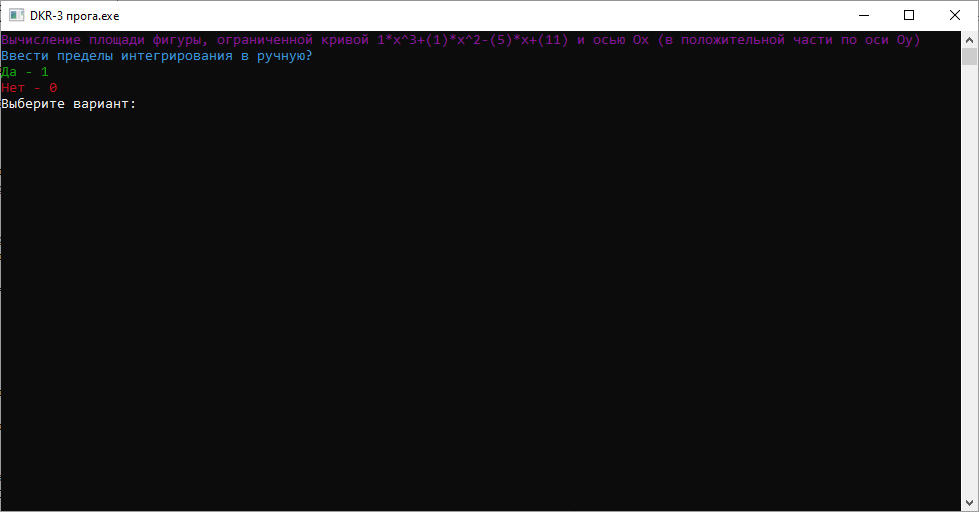 DKR-3 прога.exe
Вычисление площади фигуры, ограниченной кривой 1*x^3+(1)*x^2-(5)*x+(11) и осью Ox (в положительной части по оси Oy)
Ввести пределы интегрирования в ручную?
Да - 1
Нет - 0
Выберите вариант: